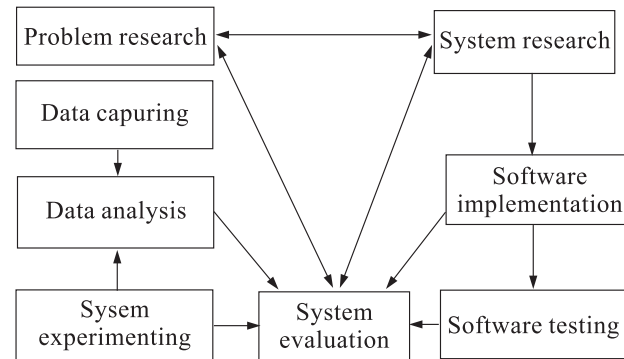 Problem research
System research
Data capuring
Data analysis
Software
implementation
Sysem
experimenting
System
evaluation
Software testing